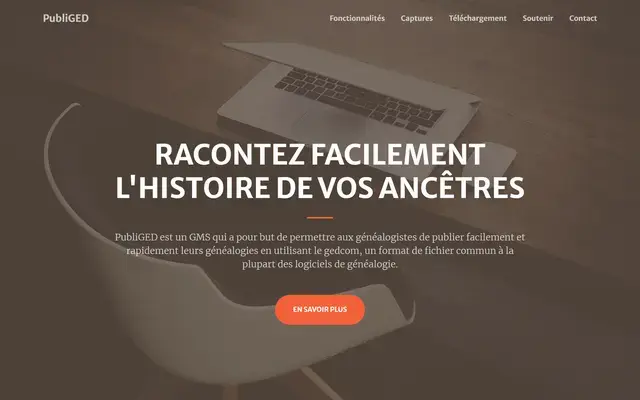 PubliGED
Fonctionnalités
Captures
Téléchargement
Soutenir
Contact
RACONTEZ FACILEMENT
L'HISTOIRE DE VOS ANCÊTRES
PubliGED est un GMS qui a pour but de permettre aux généalogistes de publier facilement et
rapidement leurs généalogies en utilisant le gedcom, un format de fichier commun à la
plupart des logiciels de généalogie.
EN SAVOIR PLUS